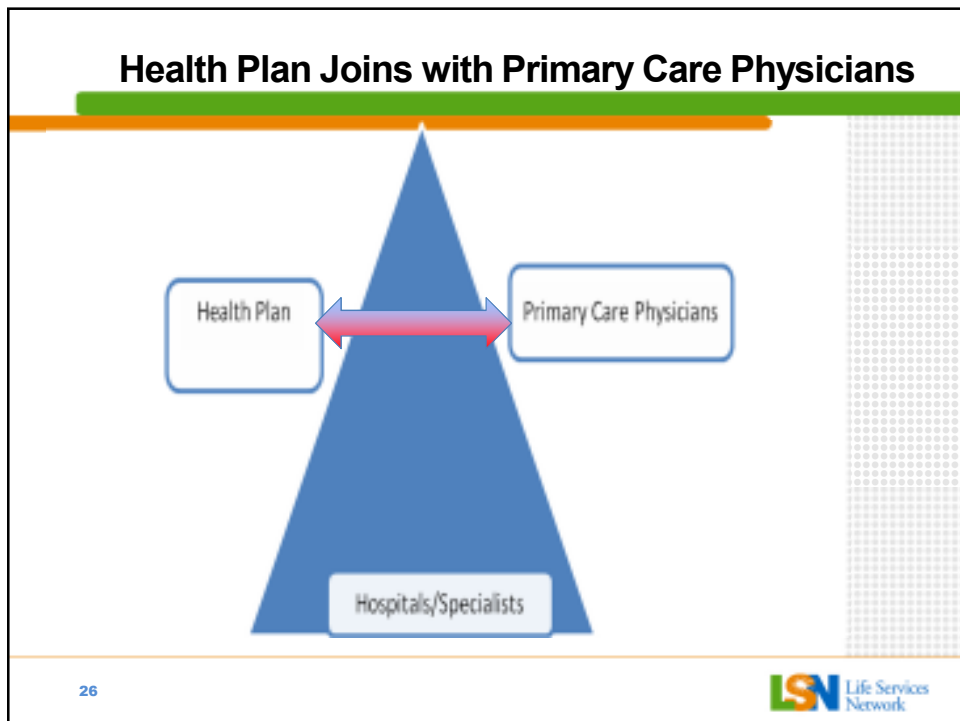 Health Plan Joins with Primary Care Physicians
Health Plan
Primary Care Physicians
Hospitals/Specialists
26
LSN Life Services
Network